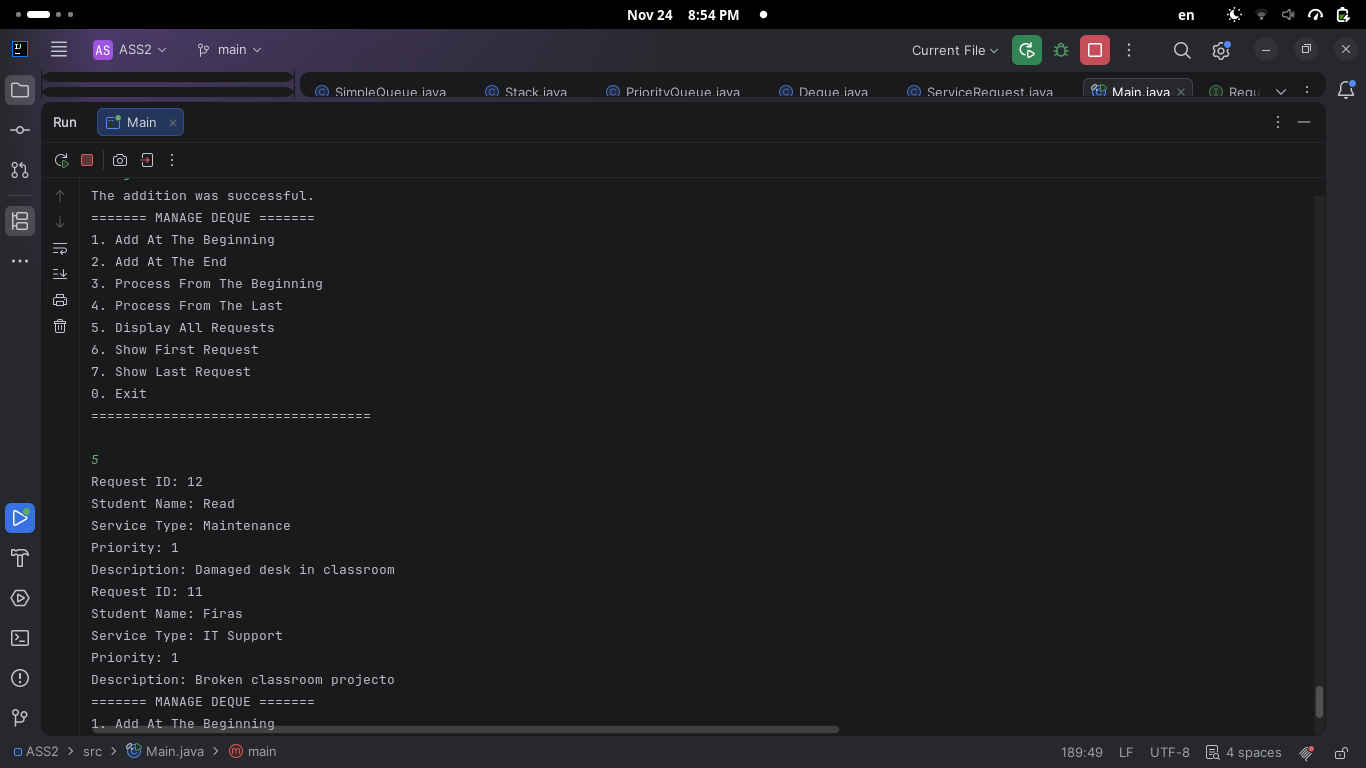 Nov 24 8:54 PM
en
AS ASS2
main
Current File
SimpleQueue.java
Stack.java
PriorityQueue.java
Deque.java
ServiceRequest.java
Main.java
Requ
Run
Main
The addition was successful.
======= MANAGE DEQUE =======
1. Add At The Beginning
2. Add At The End
3. Process From The Beginning
4. Process From The Last
5. Display All Requests
6. Show First Request
7. Show Last Request
0. Exit
===================================
5
Request ID: 12
Student Name: Read
Service Type: Maintenance
Priority: 1
Description: Damaged desk in classroom
Request ID: 11
Student Name: Firas
Service Type: IT Support
Priority: 1
Description: Broken classroom projecto
======= MANAGE DEQUE =======
1. Add At The Beginning
ASS2 > src > Main.java > main
189:49 LF UTF-8 4 spaces